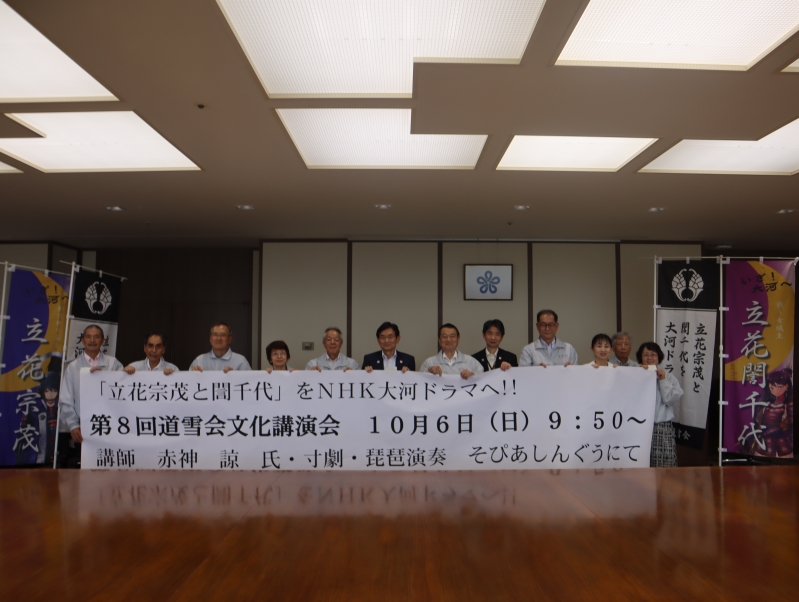 「立花宗茂と誾千代」をNHK大河ドラマへ!!
第8回道雪会文化講演会　10月6日（日）9：50～
講師　赤神　諒　氏・寸劇・琵琶演奏　そぴあしんぐうにて
立花宗茂
大河ドラ
立花宗茂と
誾千代を
大河ドラ
立花誾千代